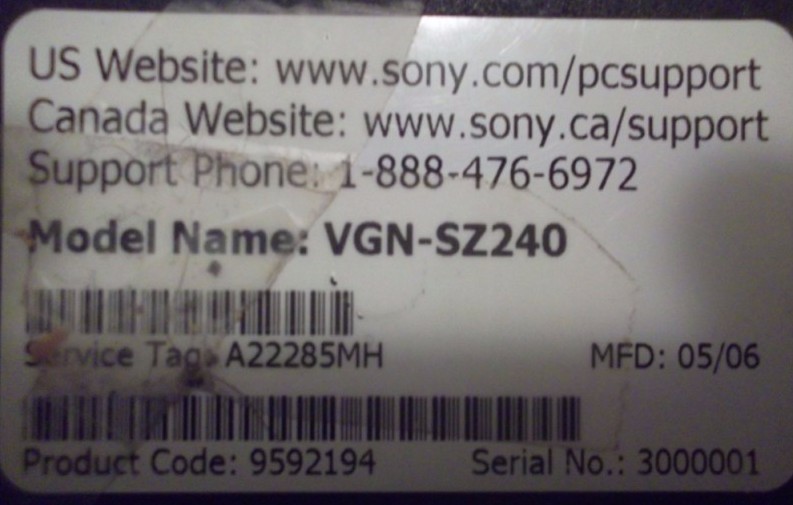 US Website: www.sony.com/pcsupport
Canada Website: www.sony.ca/support
Support Phone: 1-888-476-6972
Model Name: VGN-SZ240
Service Tag: A22285MH MFD: 05/06
Product Code: 9592194 Serial No.: 3000001